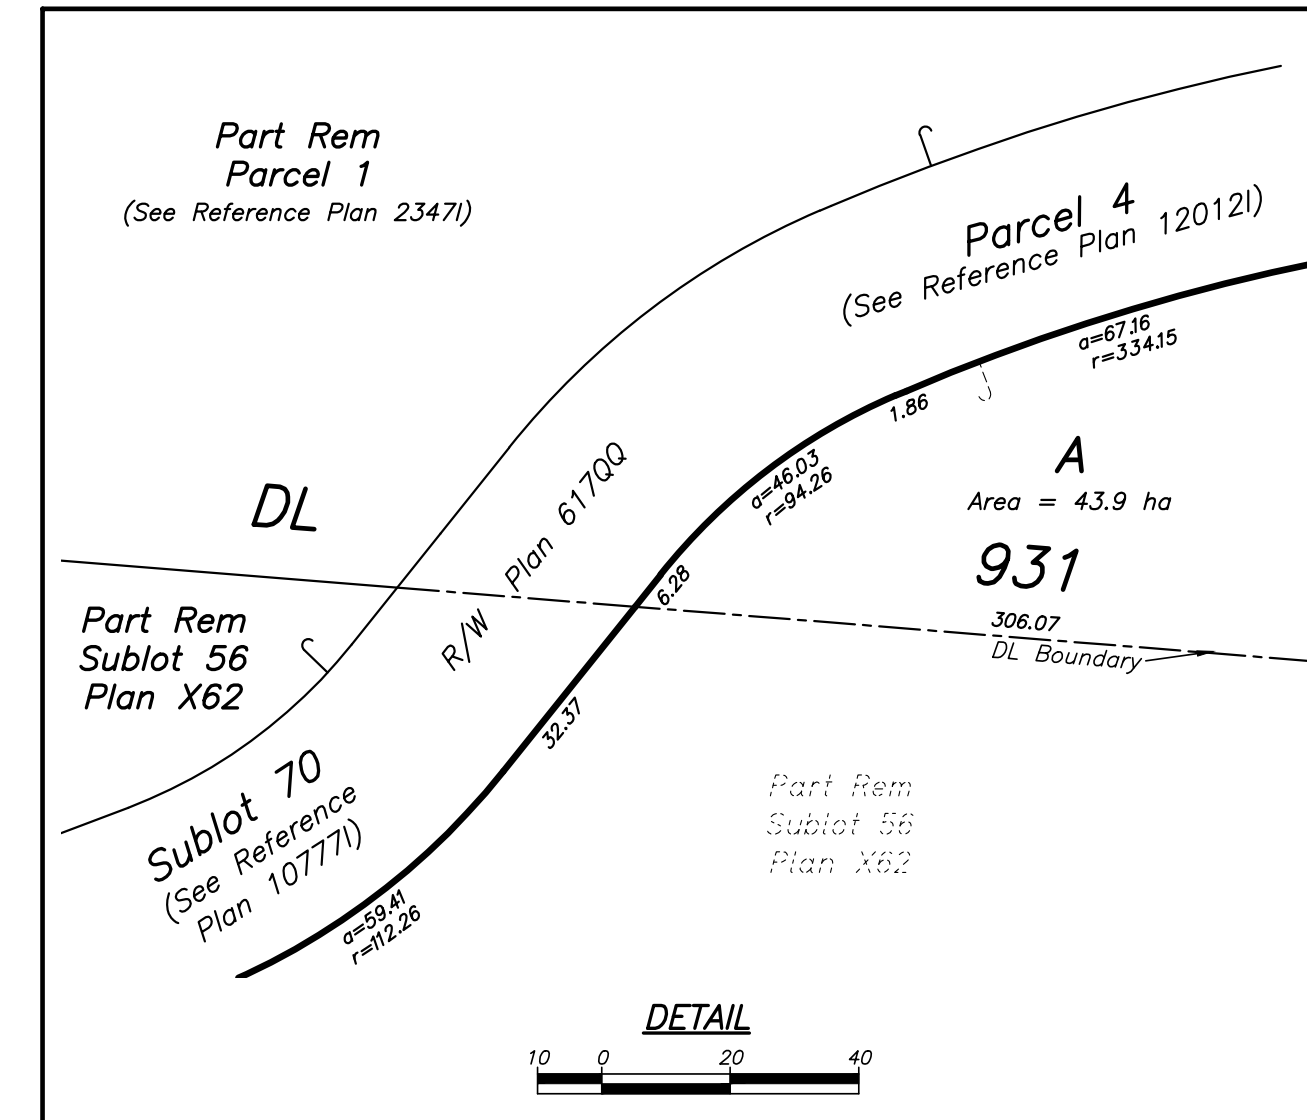 Part Rem
Parcel 1
(See Reference Plan 2347I)
Parcel 4
(See Reference Plan 12012I)
a=67.16
r=334.15
1.86
a=46.03
r=94.26
A
Area = 43.9 ha
DL
931
R/W Plan 617QQ
6.28
306.07
DL Boundary
Part Rem
Sublot 56
Plan X62
32.37
Sublot 70
(See Reference
Plan 10777I)
Part Rem
Sublot 56
Plan X62
a=59.41
r=112.26
DETAIL
10 0 20 40